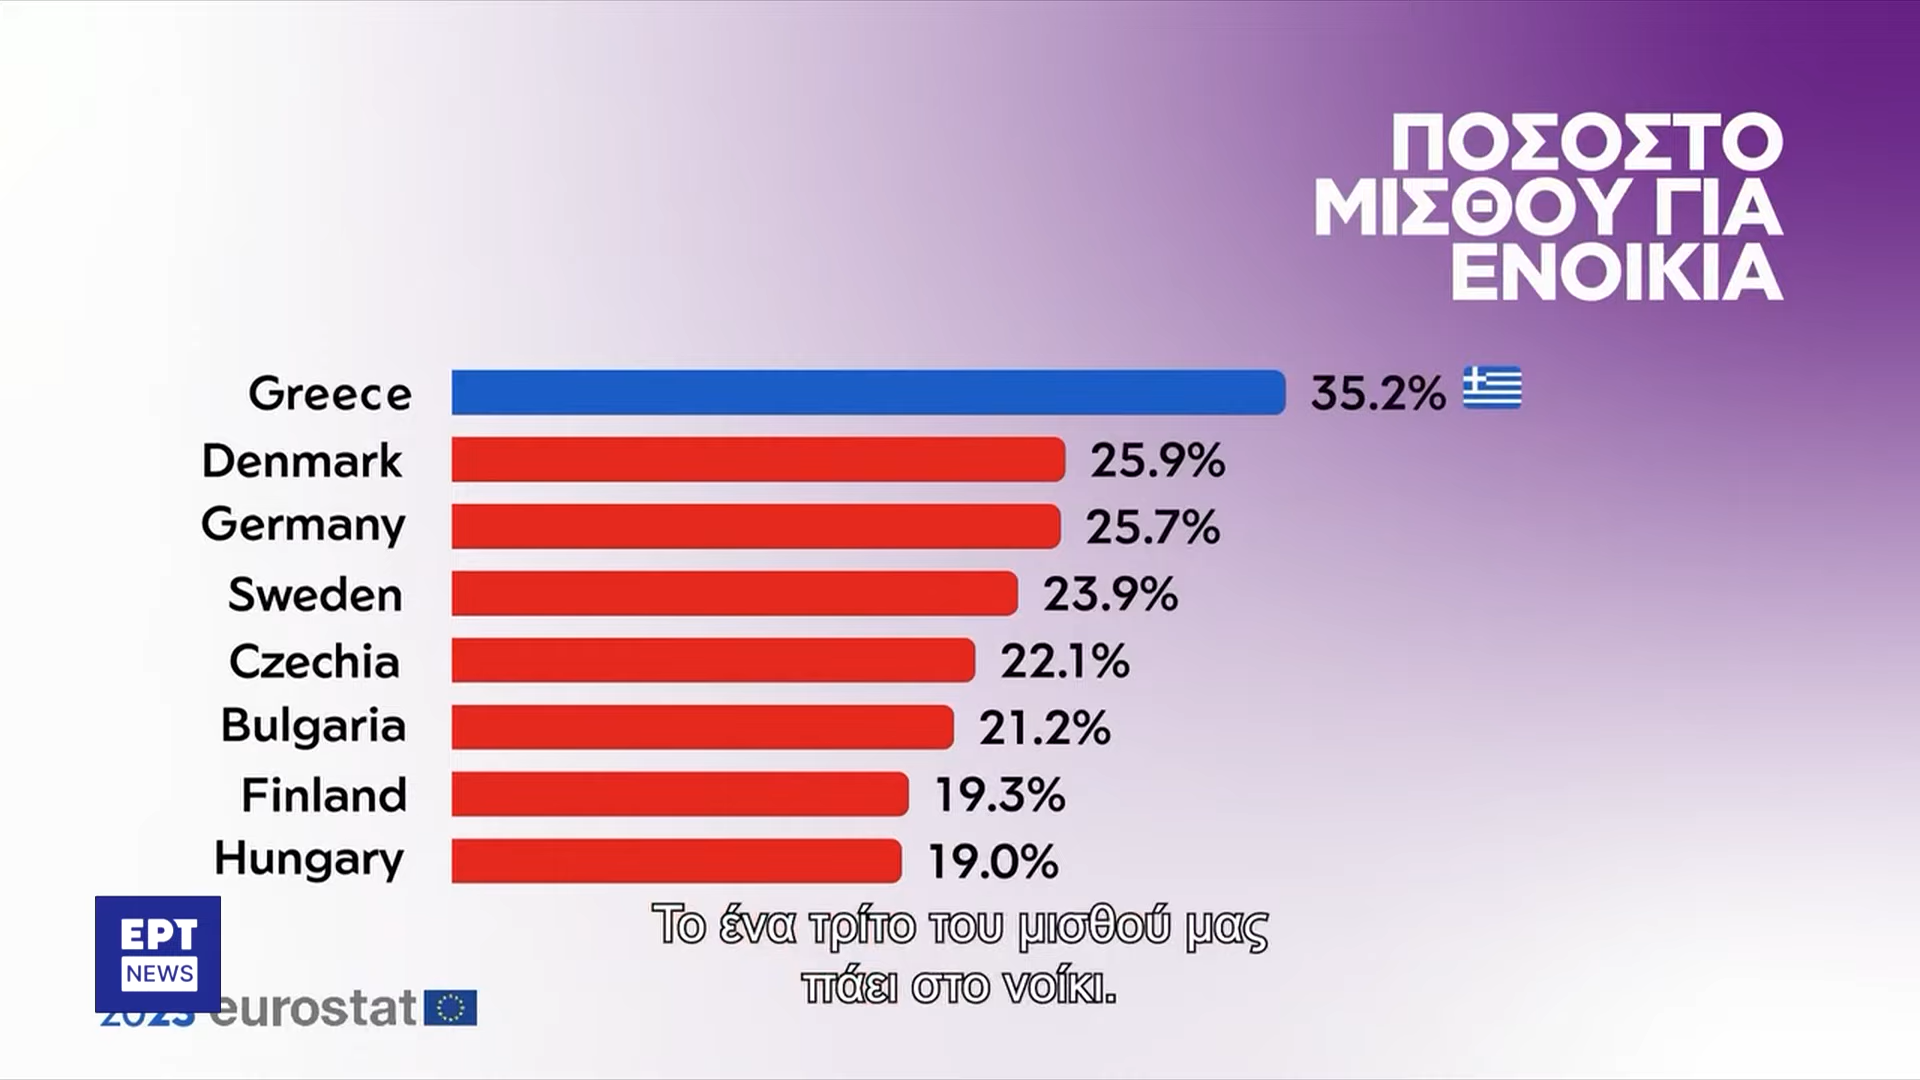 ΠΟΣΟΣΤΟ
ΜΙΣΘΟΥ ΓΙΑ
ΕΝΟΙΚΙΑ
Greece 35.2%
Denmark 25.9%
Germany 25.7%
Sweden 23.9%
Czechia 22.1%
Bulgaria 21.2%
Finland 19.3%
Hungary 19.0%
Το ένα τρίτο του μισθού μας
πάει στο νοίκι.
ΕΡΤ
NEWS
2023 eurostat